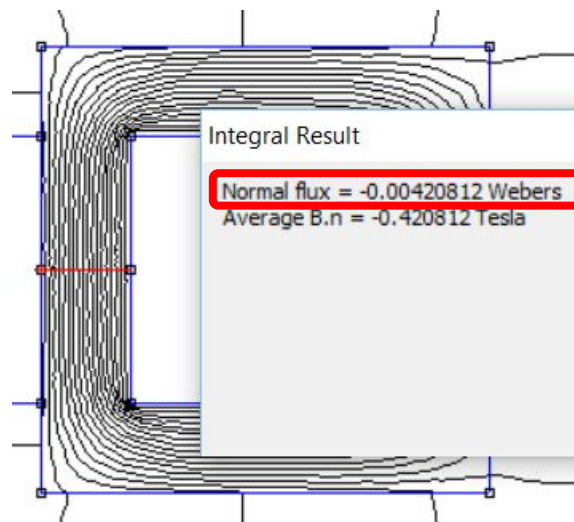 Integral Result
Normal flux = -0.00420812 Webers
Average B.n = -0.420812 Tesla